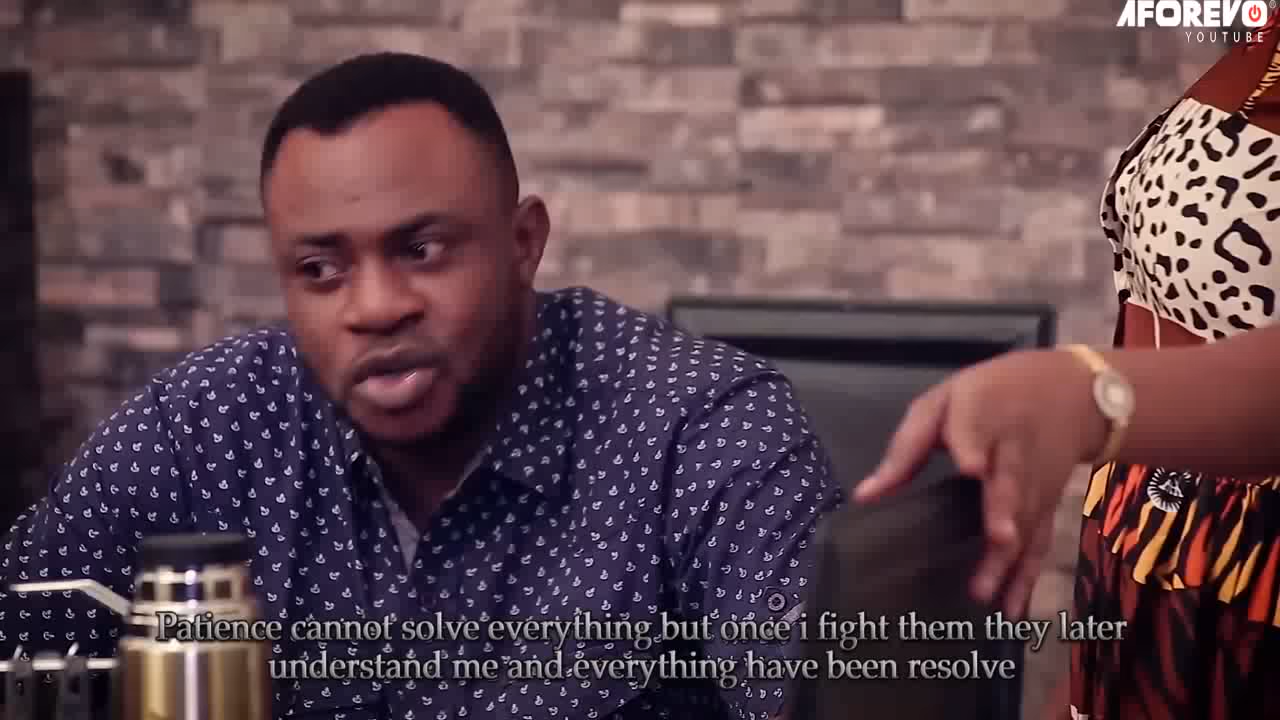 AFOREVO
YOUTUBE
Patience cannot solve everything but once i fight them they later
understand me and everything have been resolve